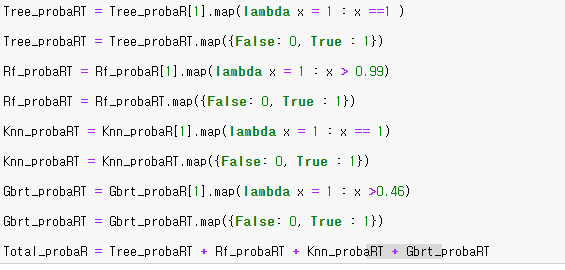 Tree_probaRT = Tree_probaR[1].map(lambda x = 1 : x ==1 )
Tree_probaRT = Tree_probaRT.map({False: 0, True : 1})
Rf_probaRT = Rf_probaR[1].map(lambda x = 1 : x > 0.99)
Rf_probaRT = Rf_probaRT.map({False: 0, True : 1})
Knn_probaRT = Knn_probaR[1].map(lambda x = 1 : x == 1)
Knn_probaRT = Knn_probaRT.map({False: 0, True : 1})
Gbrt_probaRT = Gbrt_probaR[1].map(lambda x = 1 : x >0.46)
Gbrt_probaRT = Gbrt_probaRT.map({False: 0, True : 1})
Total_probaR = Tree_probaRT + Rf_probaRT + Knn_probaRT + Gbrt_probaRT